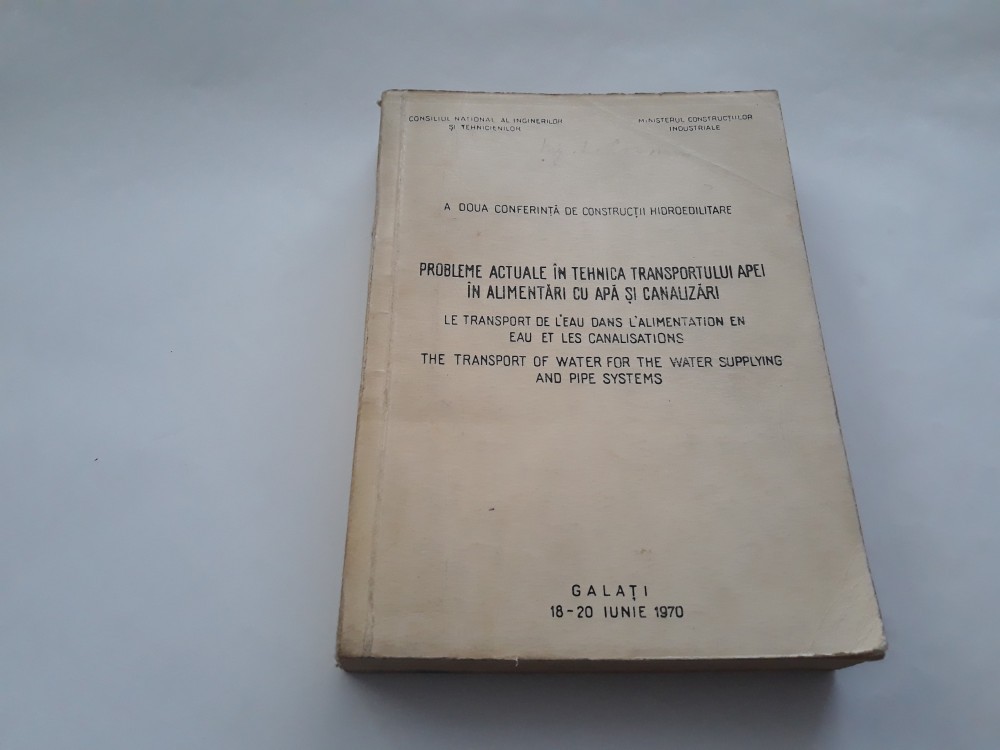 CONSILIUL NATIONAL AL INGINERILOR
ȘI TEHNICIENILOR
MINISTERUL CONSTRUCȚIILOR
INDUSTRIALE
A DOUA CONFERINȚĂ DE CONSTRUCȚII HIDROEDILITARE
PROBLEME ACTUALE ÎN TEHNICA TRANSPORTULUI APEI
ÎN ALIMENTĂRI CU APĂ ȘI CANALIZĂRI
LE TRANSPORT DE L'EAU DANS L'ALIMENTATION EN
EAU ET LES CANALISATIONS
THE TRANSPORT OF WATER FOR THE WATER SUPPLYING
AND PIPE SYSTEMS
GALAȚI
18-20 IUNIE 1970